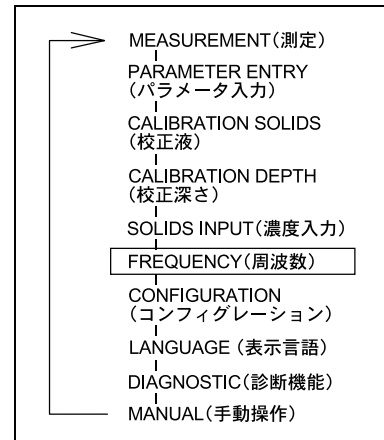 MEASUREMENT(測定)
PARAMETER ENTRY
(パラメータ入力)
CALIBRATION SOLIDS
(校正液)
CALIBRATION DEPTH
(校正深さ)
SOLIDS INPUT(濃度入力)
FREQUENCY(周波数)
CONFIGURATION
(コンフィグレーション)
LANGUAGE (表示言語)
DIAGNOSTIC(診断機能)
MANUAL(手動操作)